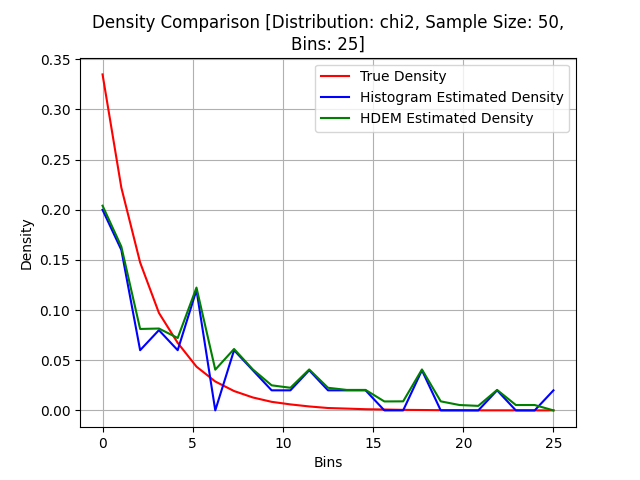 Density Comparison [Distribution: chi2, Sample Size: 50,
Bins: 25]
True Density
Histogram Estimated Density
HDEM Estimated Density
Density
0.35
0.30
0.25
0.20
0.15
0.10
0.05
0.00
0 5 10 15 20 25
Bins